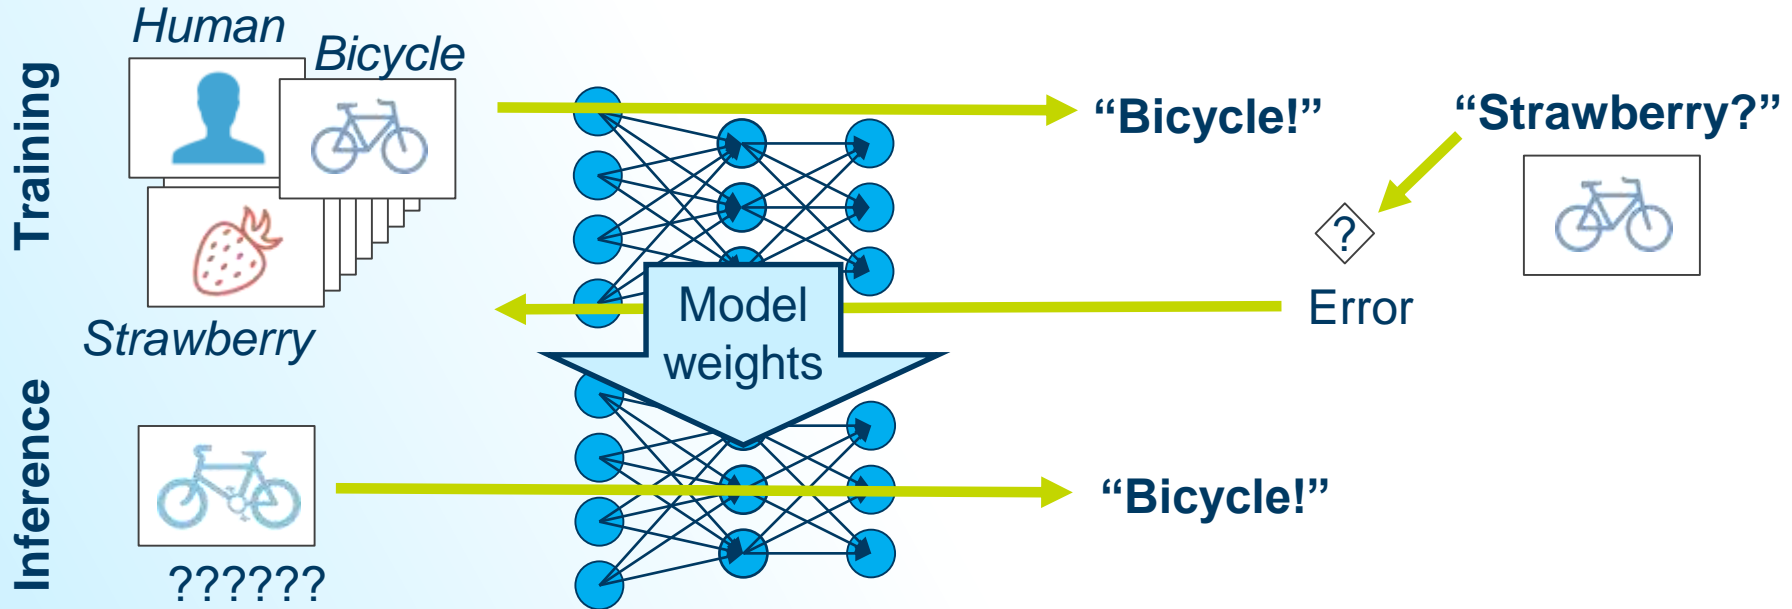 Training
Human
Bicycle
Strawberry
“Bicycle!”
“Strawberry?”
?
Error
Model
weights
Inference
??????
“Bicycle!”